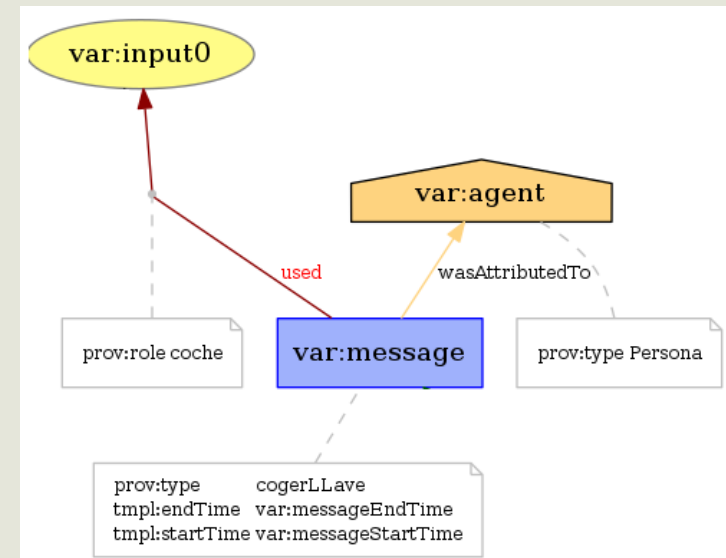 var:input0
var:agent
used
wasAttributedTo
prov:role coche
var:message
prov:type Persona
prov:type cogerLLave
tmpl:endTime var:messageEndTime
tmpl:startTime var:messageStartTime